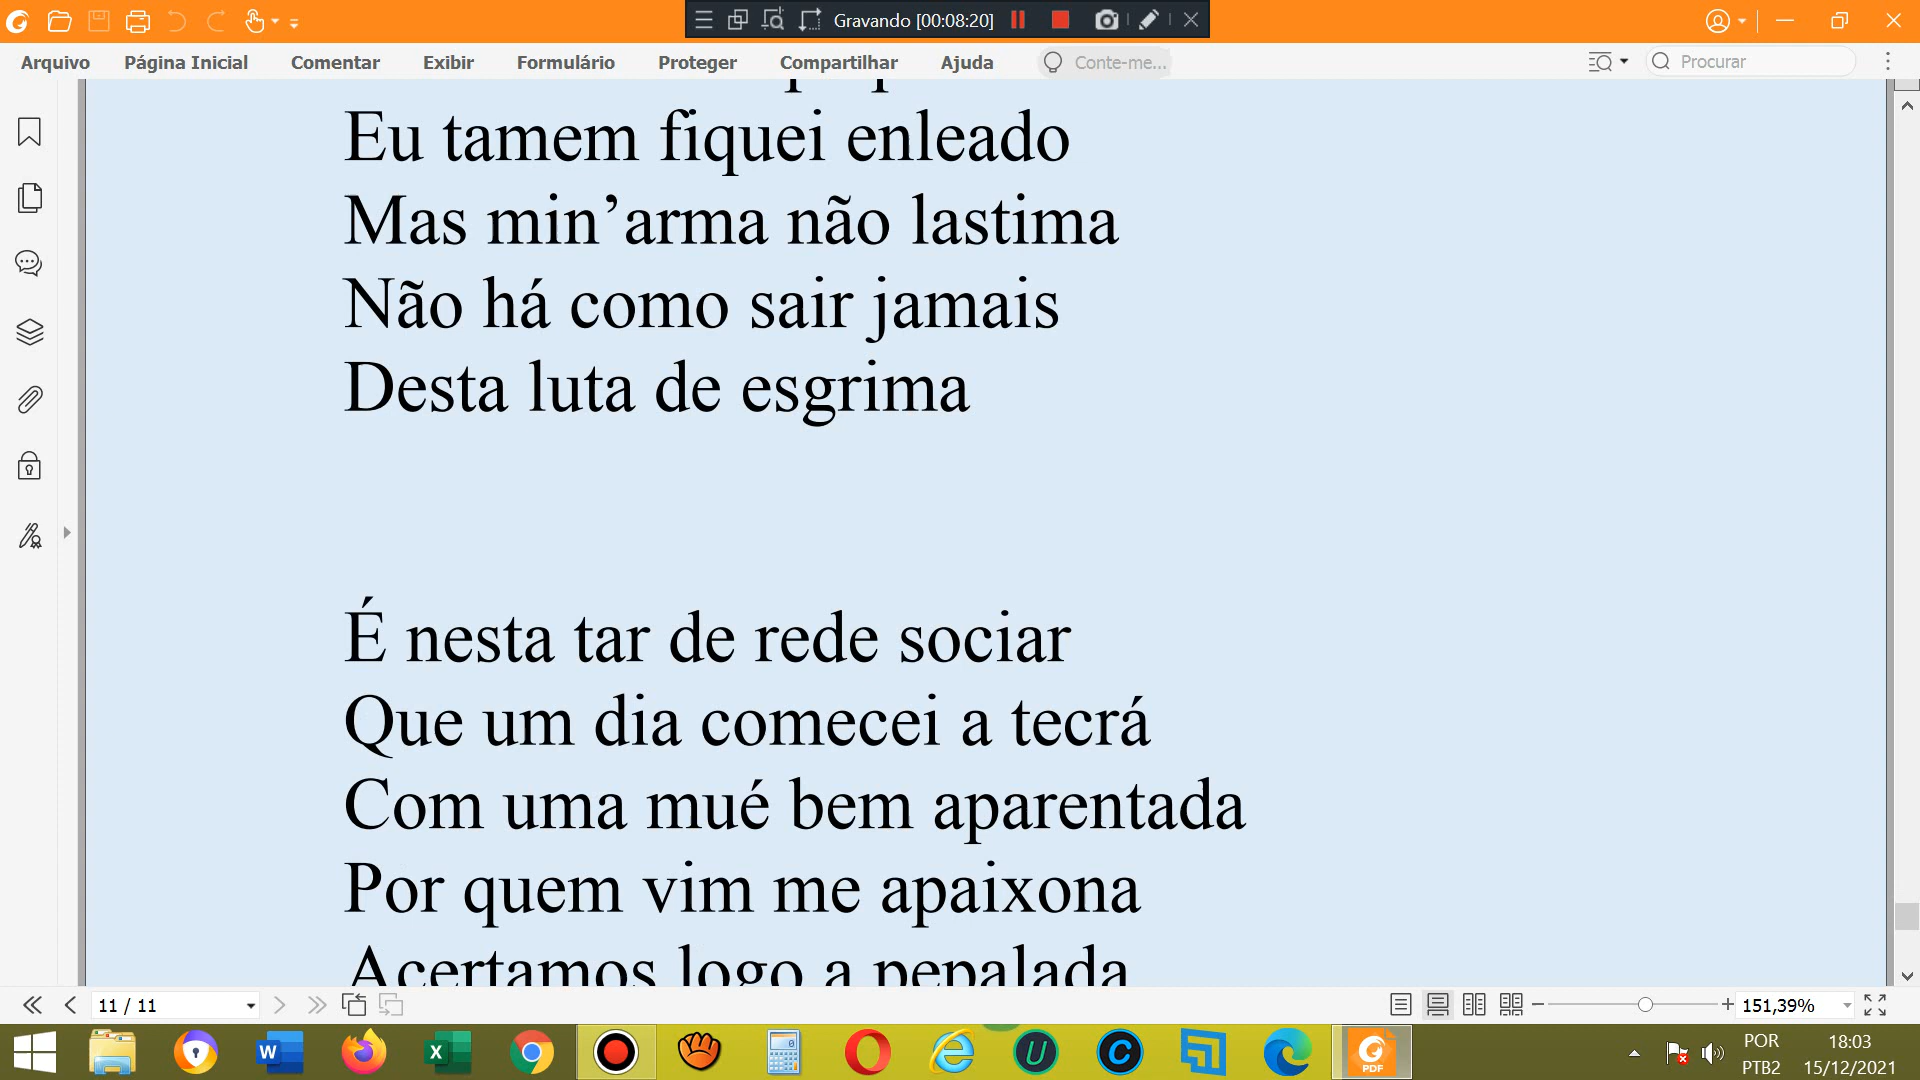 Gravando [00:08:20]
Arquivo Página Inicial Comentar Exibir Formulário Proteger Compartilhar Ajuda Conte-me... Procurar
Eu tamem fiquei enleado
Mas min’arma não lastima
Não há como sair jamais
Desta luta de esgrima
É nesta tar de rede sociar
Que um dia comecei a tecrá
Com uma mué bem aparentada
Por quem vim me apaixona
Acertamos logo a pepalada
11 / 11
151,39%
POR 18:03
PTB2 15/12/2021